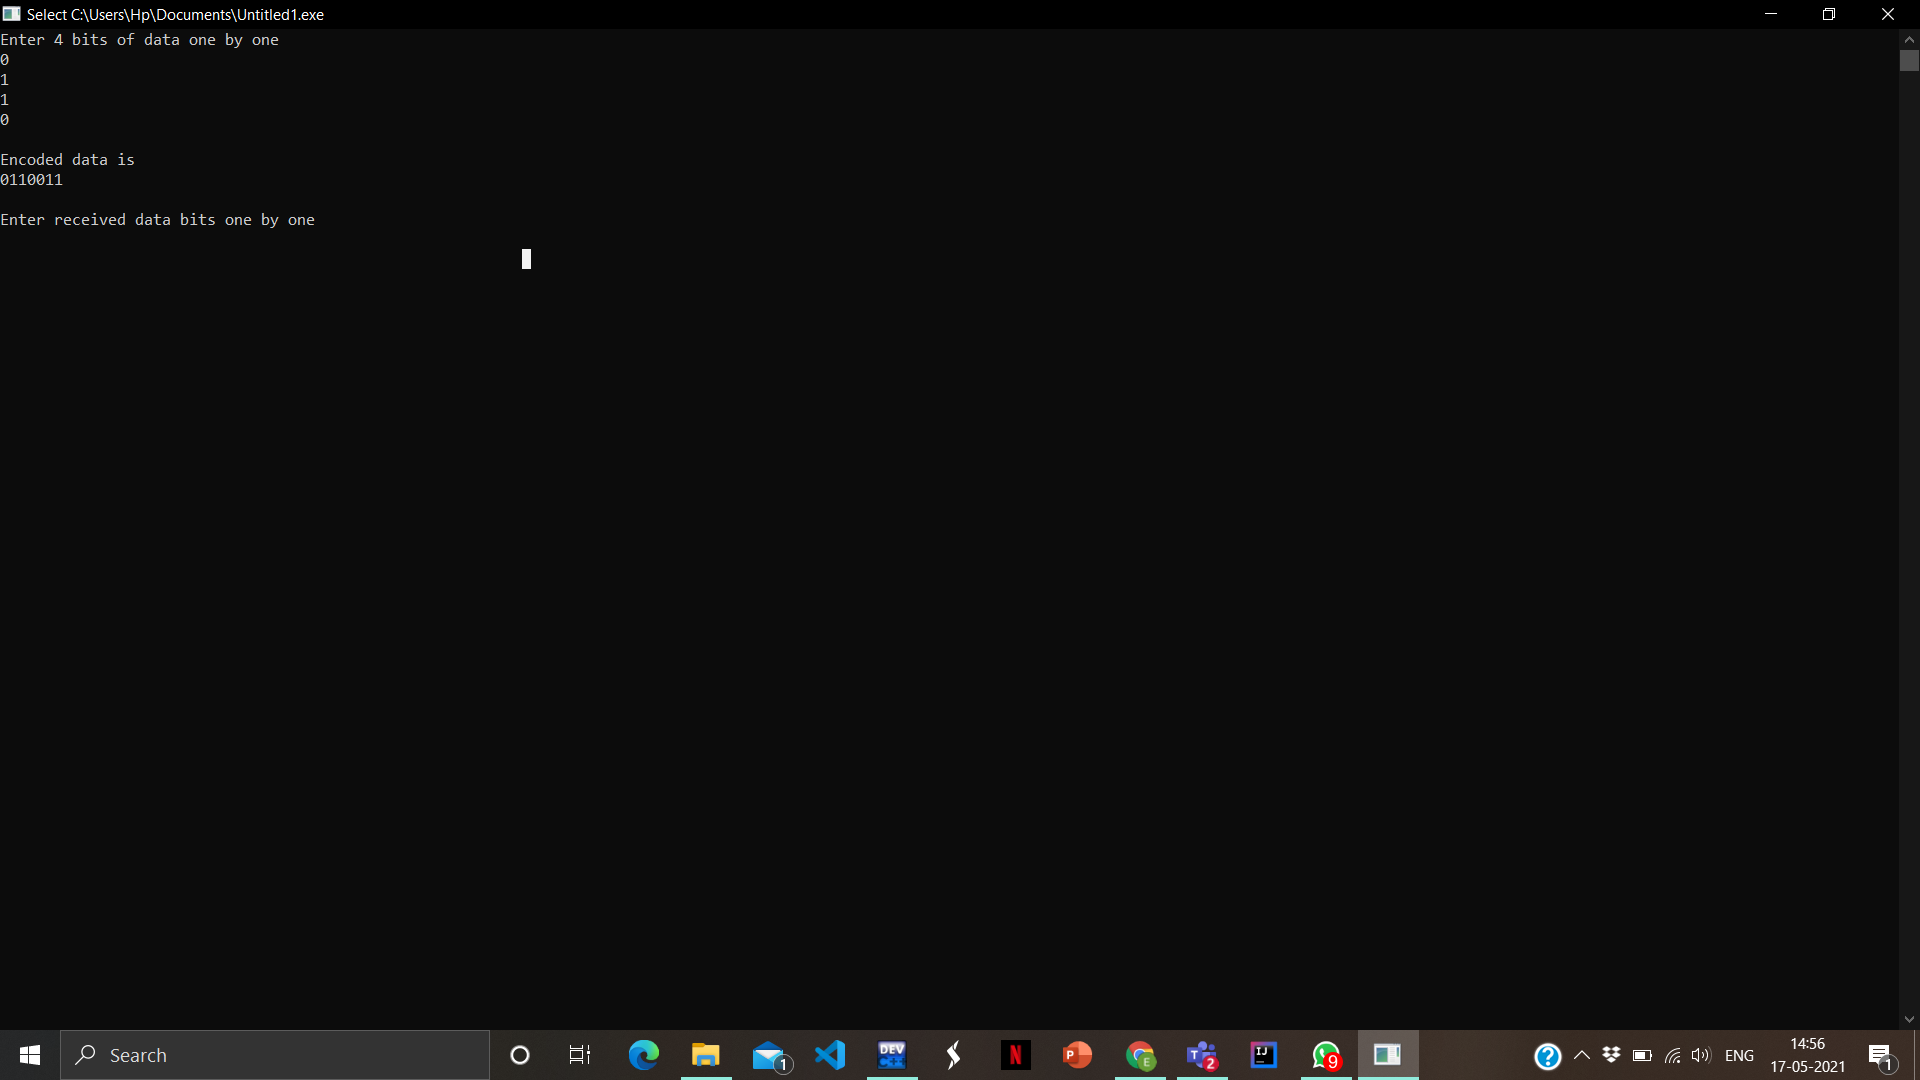 Select C:\Users\Hp\Documents\Untitled1.exe
Enter 4 bits of data one by one
0
1
1
0
Encoded data is
0110011
Enter received data bits one by one
Search
1
DEV
C++
N
P
E
T
2
IJ
9
?
ENG
14:56
17-05-2021
1